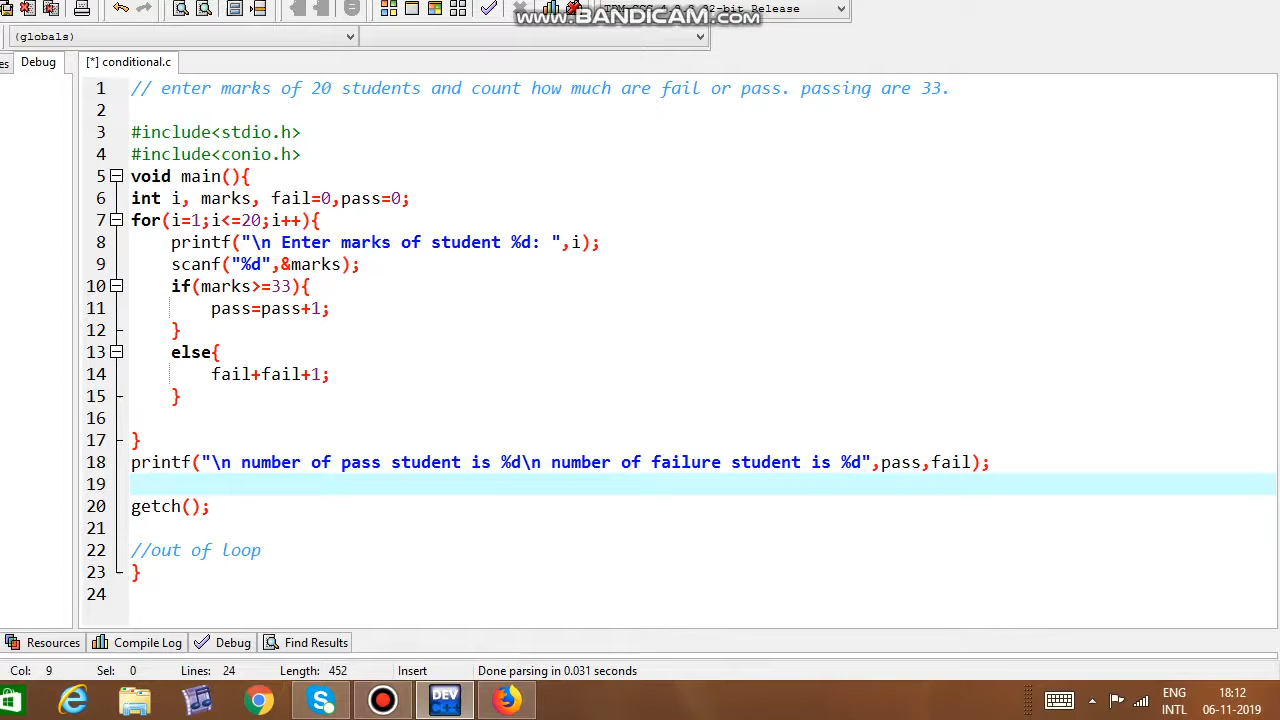 www.BANDICAM.com
32-bit Release
(globals)
es Debug [*] conditional.c
1 // enter marks of 20 students and count how much are fail or pass. passing are 33.
2
3 #include<stdio.h>
4 #include<conio.h>
5 void main(){
6 int i, marks, fail=0,pass=0;
7 for(i=1;i<=20;i++){
8 printf("\n Enter marks of student %d: ",i);
9 scanf("%d",&marks);
10 if(marks>=33){
11 pass=pass+1;
12 }
13 else{
14 fail+fail+1;
15 }
16
17 }
18 printf("\n number of pass student is %d\n number of failure student is %d",pass,fail);
19
20 getch();
21
22 //out of loop
23 }
24
Resources Compile Log Debug Find Results
Col: 9 Sel: 0 Lines: 24 Length: 452 Insert Done parsing in 0.031 seconds
DEV
ENG 18:12
INTL 06-11-2019